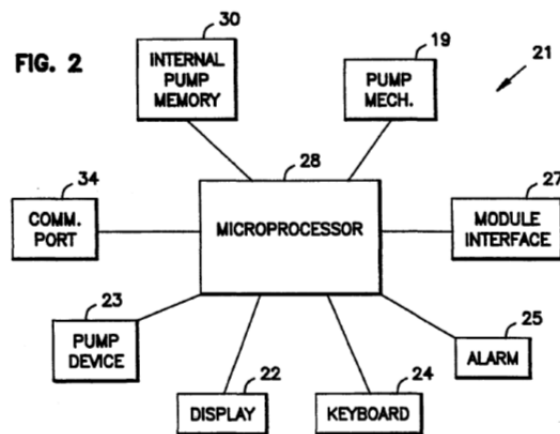 FIG. 2
30
INTERNAL
PUMP
MEMORY
19
PUMP
MECH.
21
34
COMM.
PORT
28
MICROPROCESSOR
27
MODULE
INTERFACE
23
PUMP
DEVICE
22
DISPLAY
24
KEYBOARD
25
ALARM